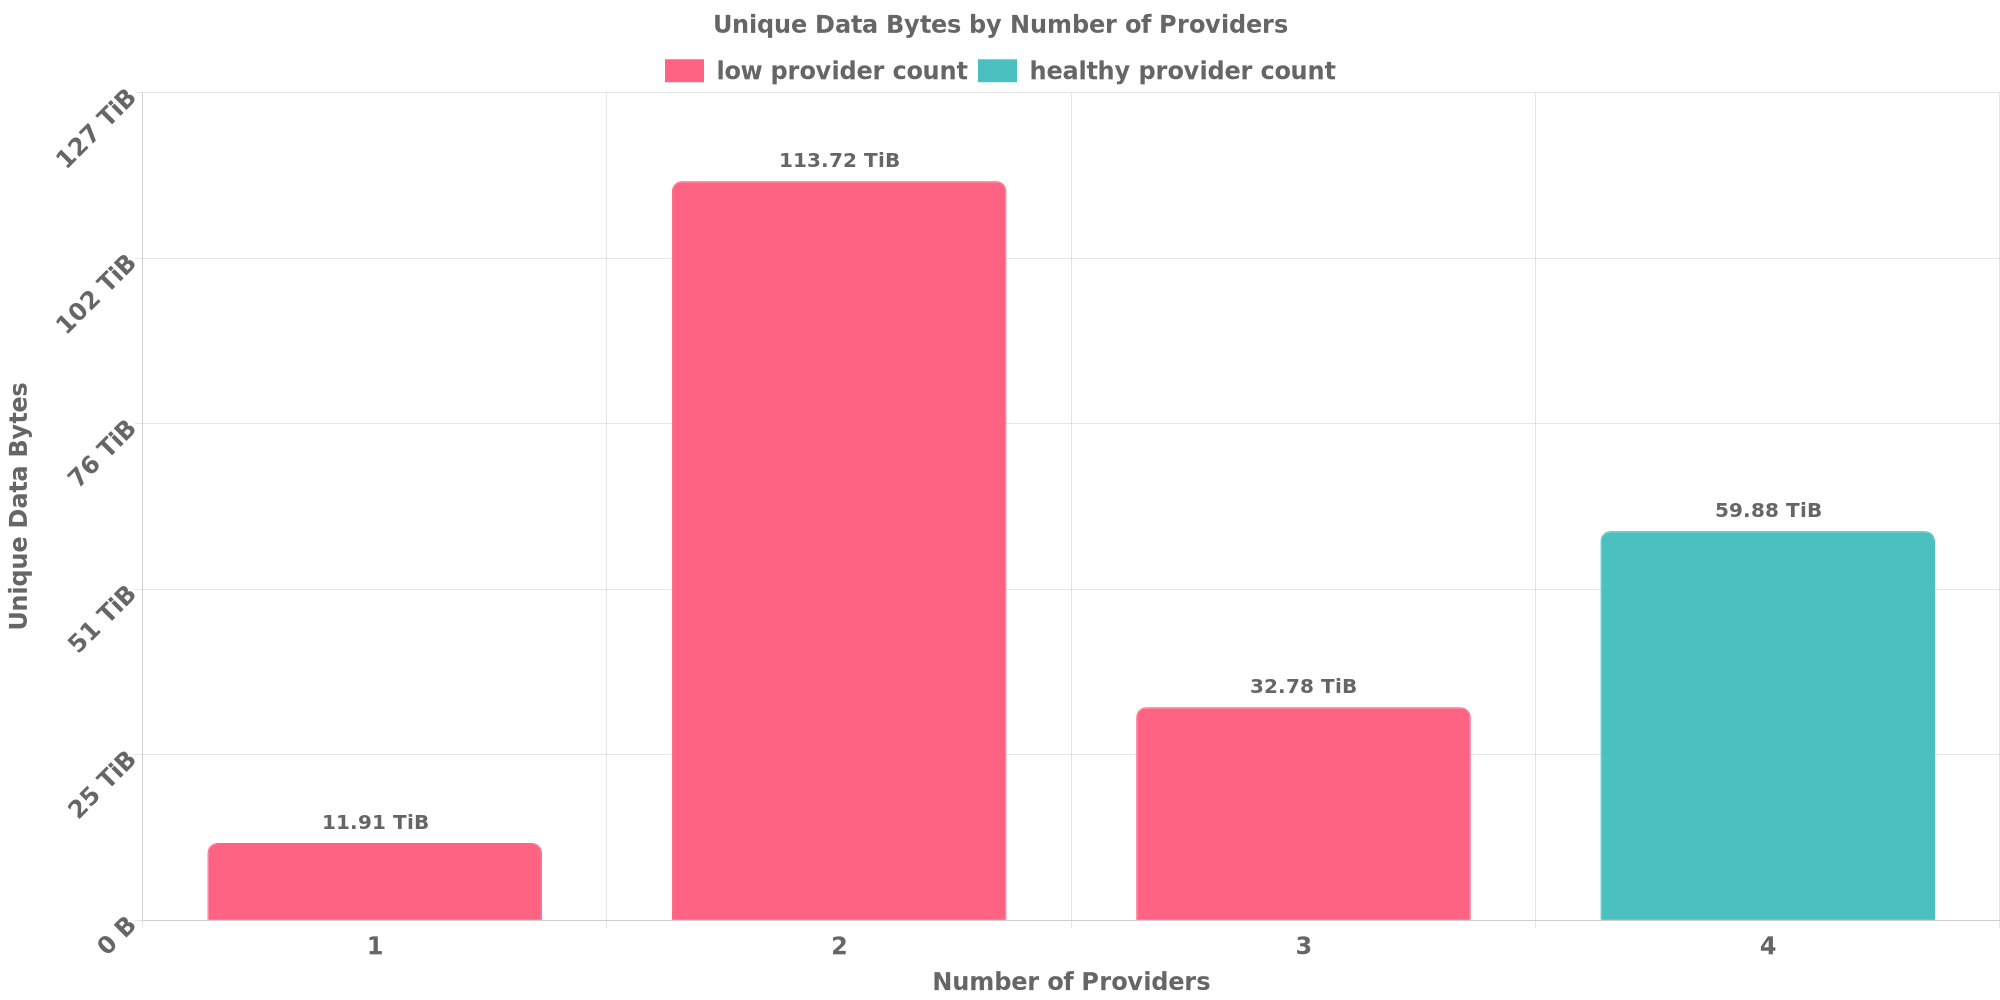 Unique Data Bytes by Number of Providers
low provider count healthy provider count
127 TiB
102 TiB
76 TiB
51 TiB
25 TiB
0 B
Unique Data Bytes
11.91 TiB
113.72 TiB
32.78 TiB
59.88 TiB
1 2 3 4
Number of Providers